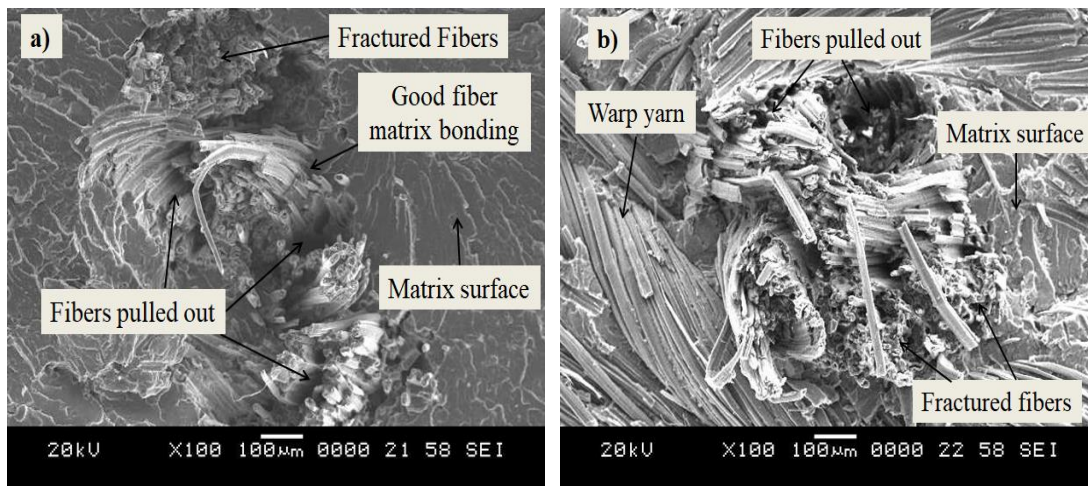 a)
Fractured Fibers
Good fiber
matrix bonding
Fibers pulled out
Matrix surface
20kV X100 100μm 0000 21 58 SEI
b)
Fibers pulled out
Warp yarn
Matrix surface
Fractured fibers
20kV X100 100μm 0000 22 58 SEI